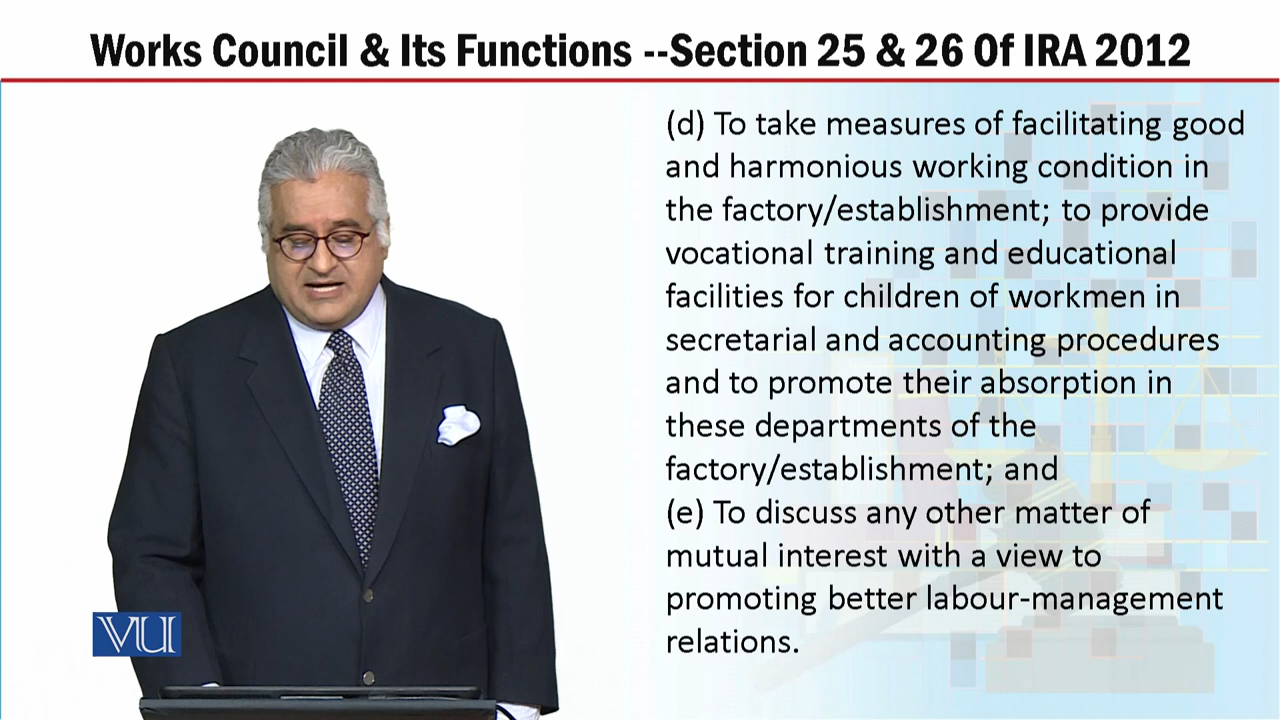 Works Council & Its Functions --Section 25 & 26 Of IRA 2012
(d) To take measures of facilitating good
and harmonious working condition in
the factory/establishment; to provide
vocational training and educational
facilities for children of workmen in
secretarial and accounting procedures
and to promote their absorption in
these departments of the
factory/establishment; and
(e) To discuss any other matter of
mutual interest with a view to
promoting better labour-management
relations.
VU